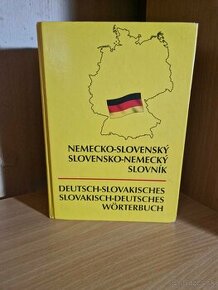 NEMECKO-SLOVENSKÝ
SLOVENSKO-NEMECKÝ
SLOVNÍK
DEUTSCH-SLOVAKISCHES
SLOVAKISCH-DEUTSCHES
WÖRTERBUCH